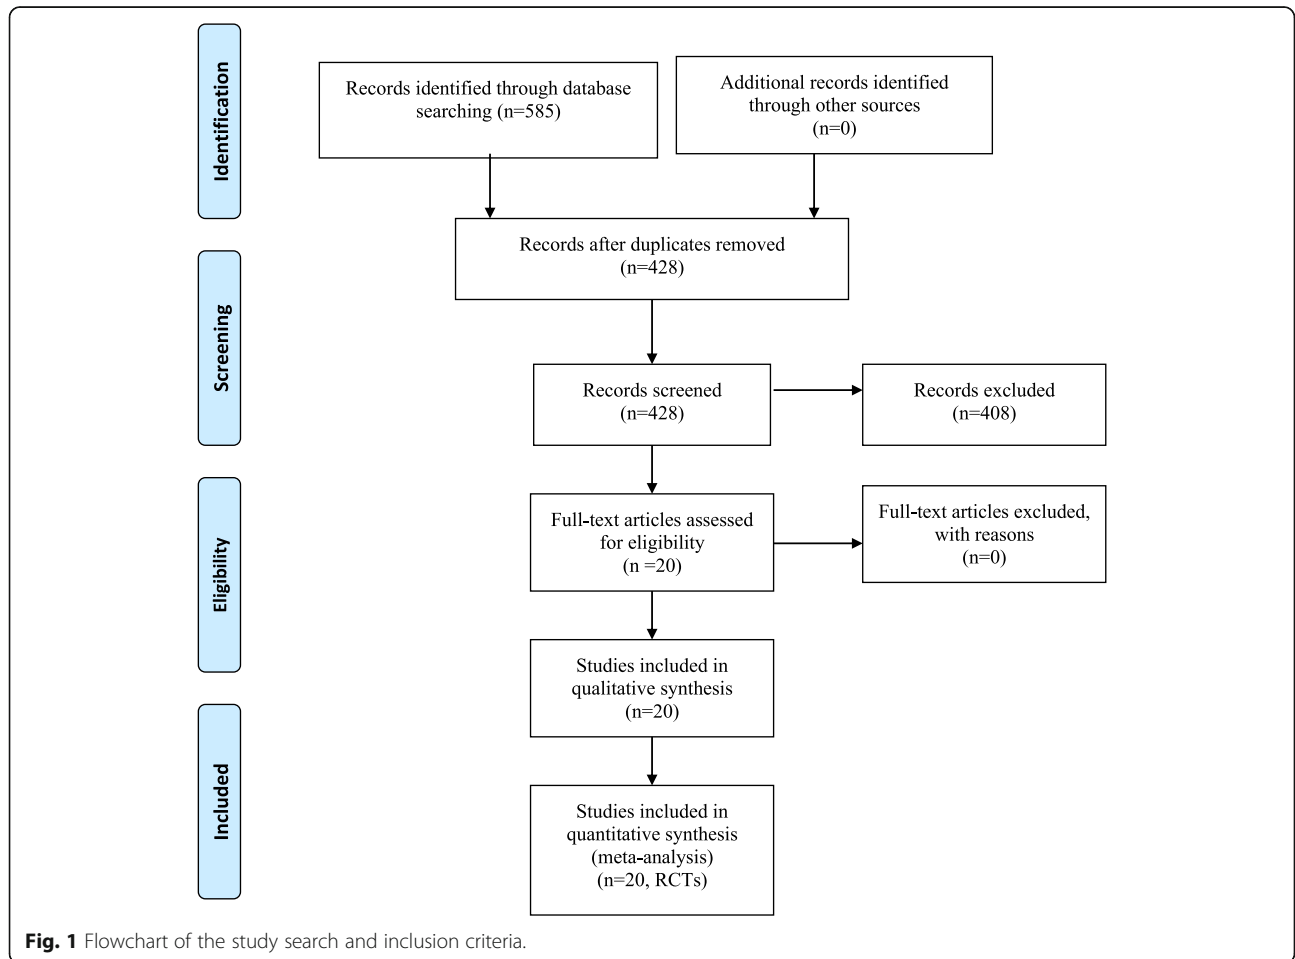 Identification
Records identified through database
searching (n=585)
Additional records identified
through other sources
(n=0)
Records after duplicates removed
(n=428)
Screening
Records screened
(n=428)
Records excluded
(n=408)
Eligibility
Full-text articles assessed
for eligibility
(n =20)
Full-text articles excluded,
with reasons
(n=0)
Studies included in
qualitative synthesis
(n=20)
Included
Studies included in
quantitative synthesis
(meta-analysis)
(n=20, RCTs)
Fig. 1 Flowchart of the study search and inclusion criteria.